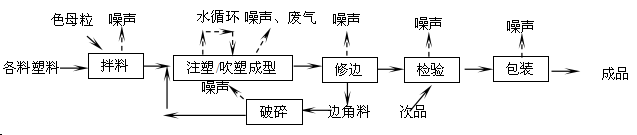 色母粒 噪声 水循环 噪声、废气 噪声 噪声 噪声
各料塑料 拌料 注塑/吹塑成型 修边 检验 包装 成品
噪声 破碎 边角料 次品